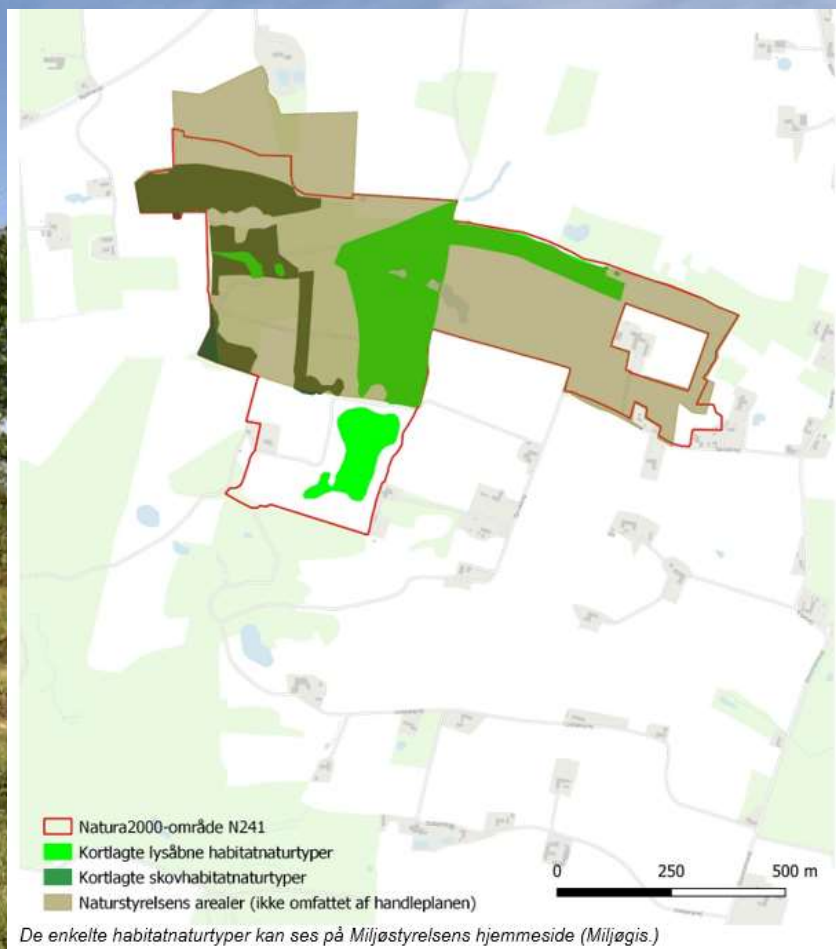 Natura2000-område N241
Kortlagte lysåbne habitatnaturtyper
Kortlagte skovhabitatnaturtyper
Naturstyrelsens arealer (ikke omfattet af handleplanen)
0 250 500 m
De enkelte habitatnaturtyper kan ses på Miljøstyrelsens hjemmeside (Miljøgis.)